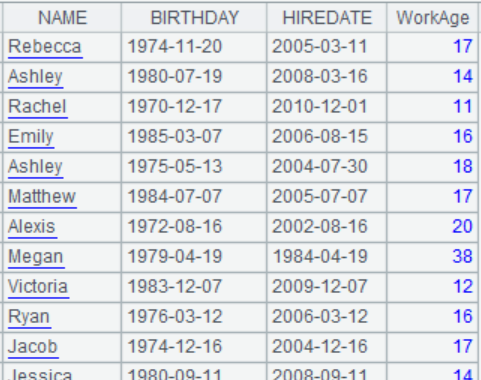 NAME BIRTHDAY HIREDATE WorkAge
Rebecca 1974-11-20 2005-03-11 17
Ashley 1980-07-19 2008-03-16 14
Rachel 1970-12-17 2010-12-01 11
Emily 1985-03-07 2006-08-15 16
Ashley 1975-05-13 2004-07-30 18
Matthew 1984-07-07 2005-07-07 17
Alexis 1972-08-16 2002-08-16 20
Megan 1979-04-19 1984-04-19 38
Victoria 1983-12-07 2009-12-07 12
Ryan 1976-03-12 2006-03-12 16
Jacob 1974-12-16 2004-12-16 17
Jessica 1980-09-11 2008-09-11 14